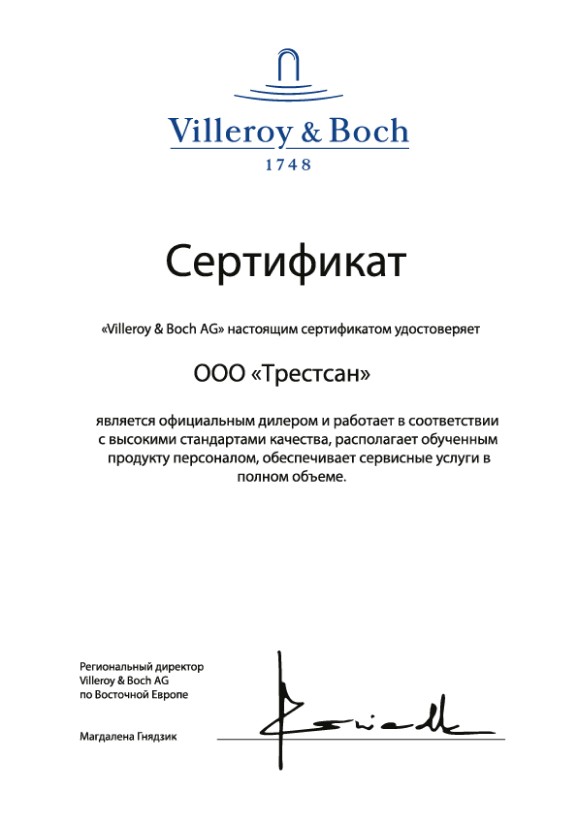 Villeroy & Boch
1748
Сертификат
«Villeroy & Boch AG» настоящим сертификатом удостоверяет
ООО «Трестсан»
является официальным дилером и работает в соответствии
с высокими стандартами качества, располагает обученным
продукту персоналом, обеспечивает сервисные услуги в
полном объеме.
Региональный директор
Villeroy & Boch AG
по Восточной Европе
Магдалена Гнядзик